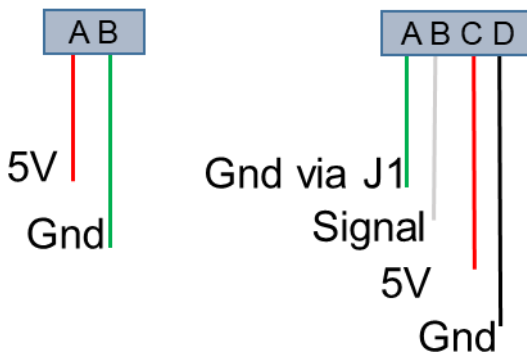 A B
5V
Gnd
A B C D
Gnd via J1
Signal
5V
Gnd